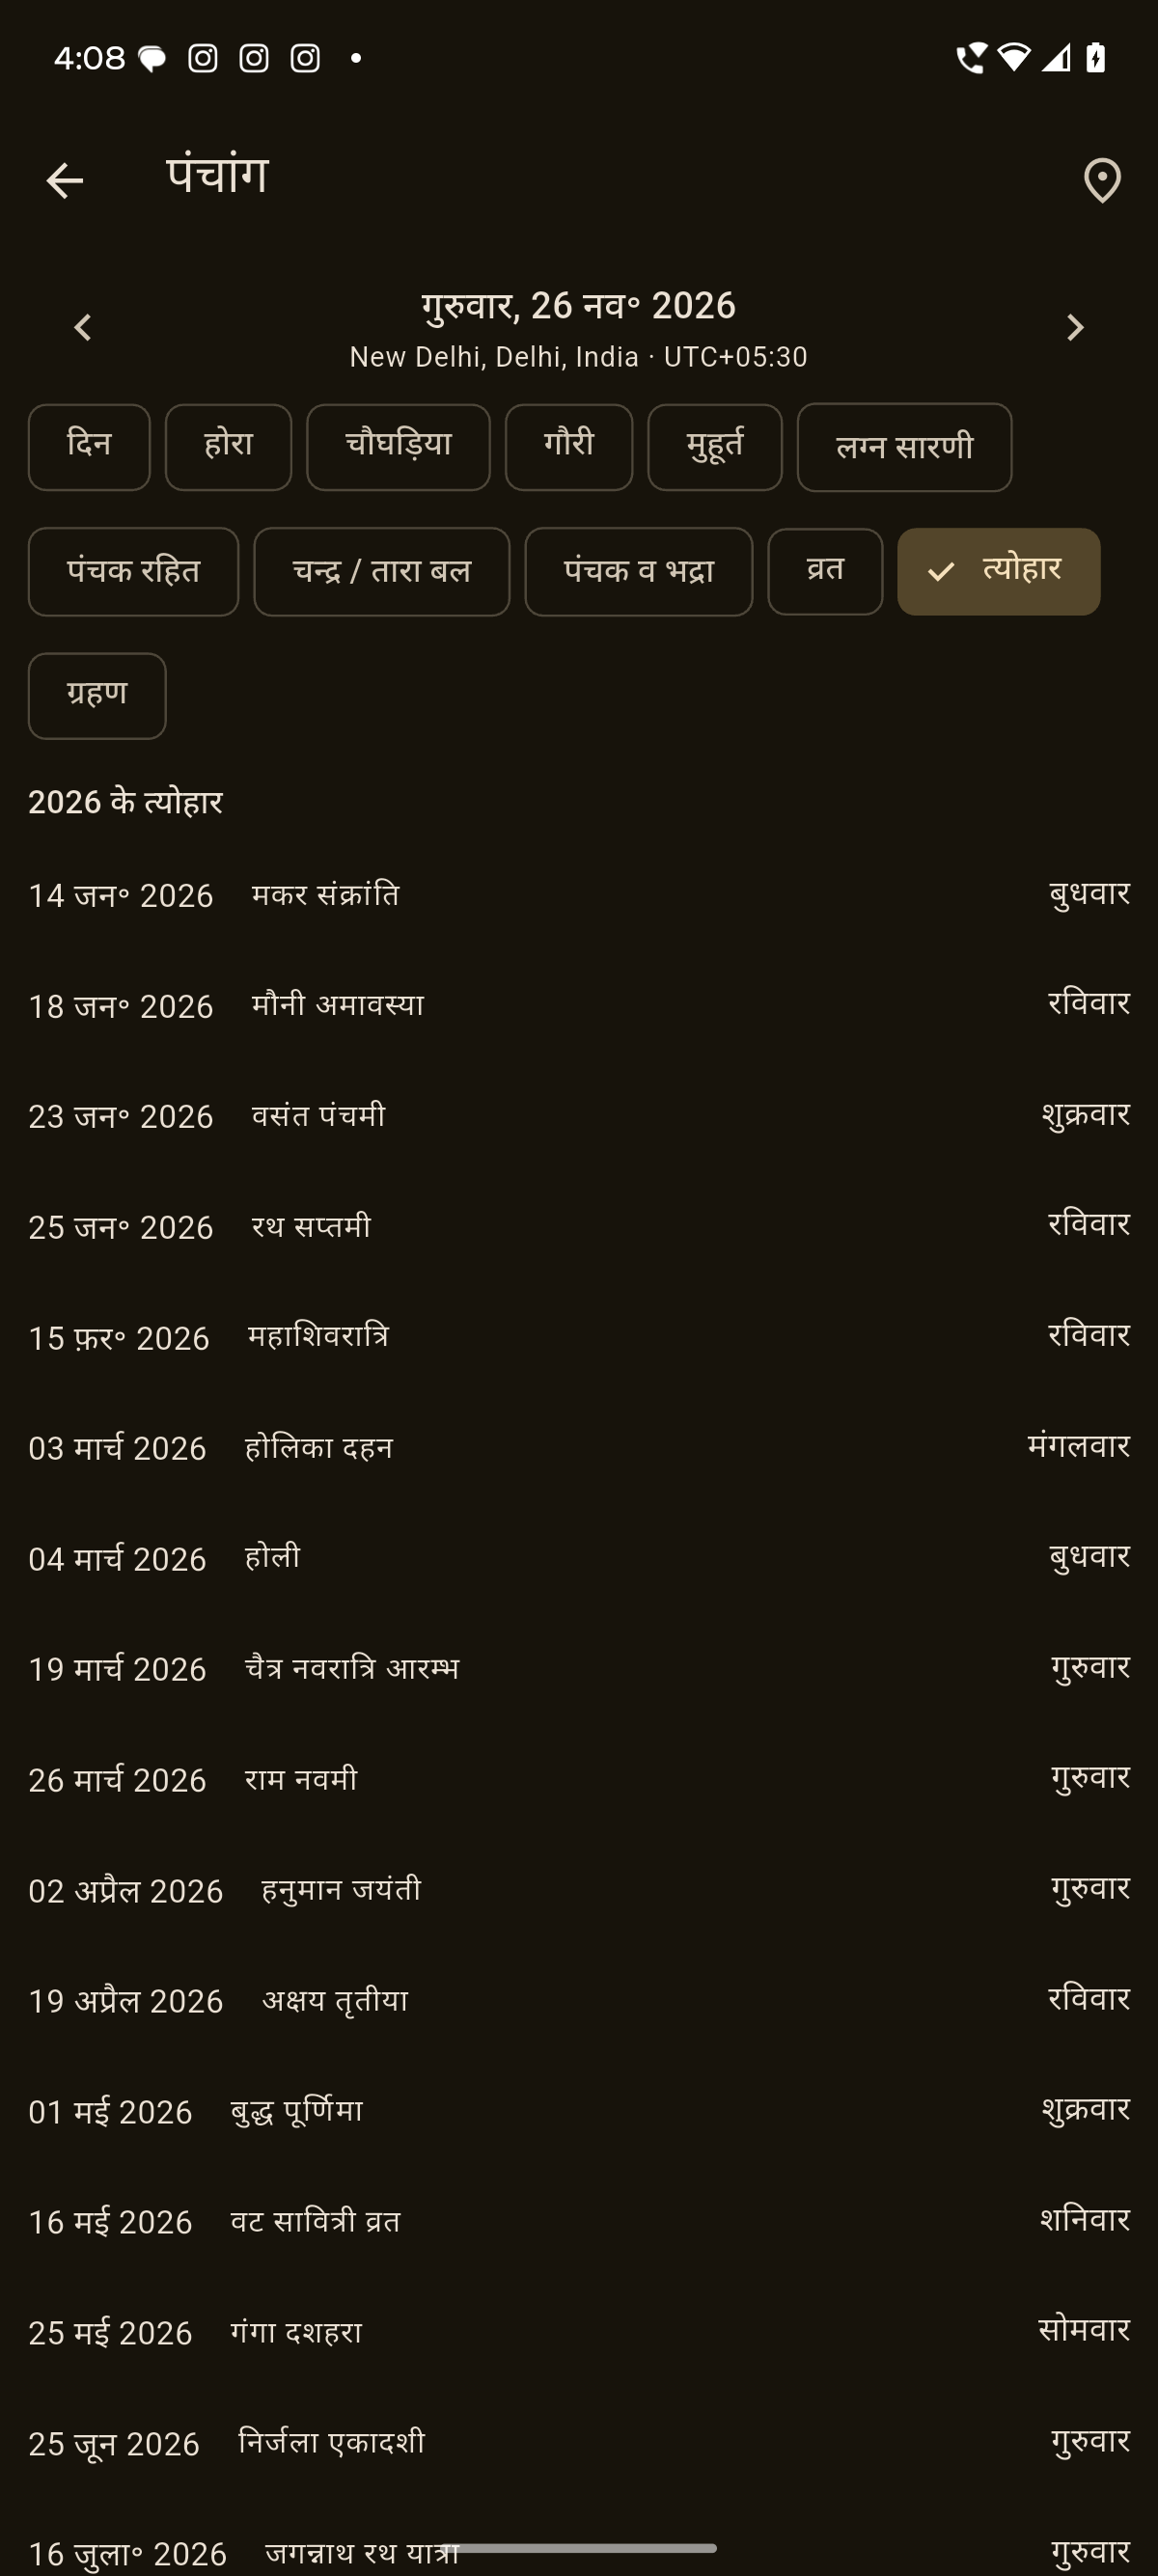 4:08
पंचांग
गुरुवार, 26 नव॰ 2026
New Delhi, Delhi, India · UTC+05:30
दिन होरा चौघड़िया गौरी मुहूर्त लग्न सारणी
पंचक रहित चन्द्र / तारा बल पंचक व भद्रा व्रत त्योहार
ग्रहण
2026 के त्योहार
14 जन॰ 2026 मकर संक्रांति बुधवार
18 जन॰ 2026 मौनी अमावस्या रविवार
23 जन॰ 2026 वसंत पंचमी शुक्रवार
25 जन॰ 2026 रथ सप्तमी रविवार
15 फ़र॰ 2026 महाशिवरात्रि रविवार
03 मार्च 2026 होलिका दहन मंगलवार
04 मार्च 2026 होली बुधवार
19 मार्च 2026 चैत्र नवरात्रि आरम्भ गुरुवार
26 मार्च 2026 राम नवमी गुरुवार
02 अप्रैल 2026 हनुमान जयंती गुरुवार
19 अप्रैल 2026 अक्षय तृतीया रविवार
01 मई 2026 बुद्ध पूर्णिमा शुक्रवार
16 मई 2026 वट सावित्री व्रत शनिवार
25 मई 2026 गंगा दशहरा सोमवार
25 जून 2026 निर्जला एकादशी गुरुवार
16 जुला॰ 2026 जगन्नाथ रथ यात्रा गुरुवार